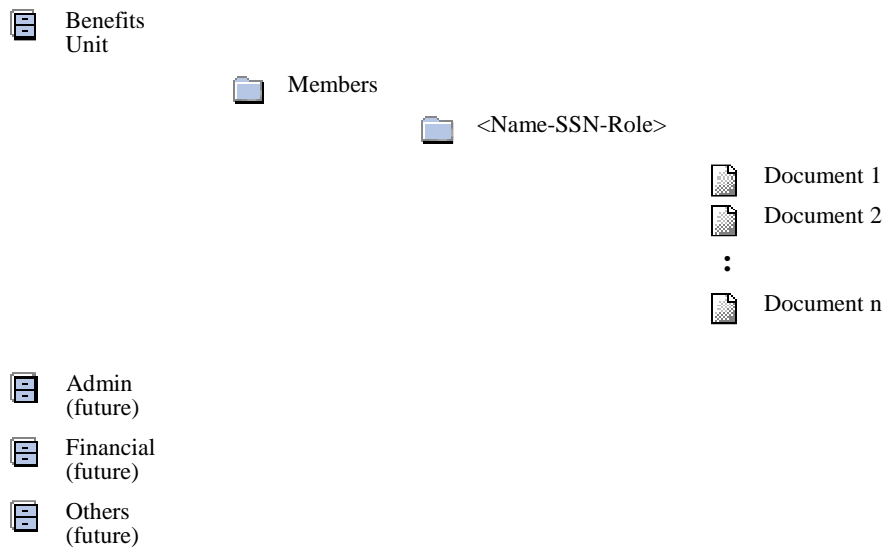 Benefits
Unit
Members
<Name-SSN-Role>
Document 1
Document 2
:
Document n
Admin
(future)
Financial
(future)
Others
(future)